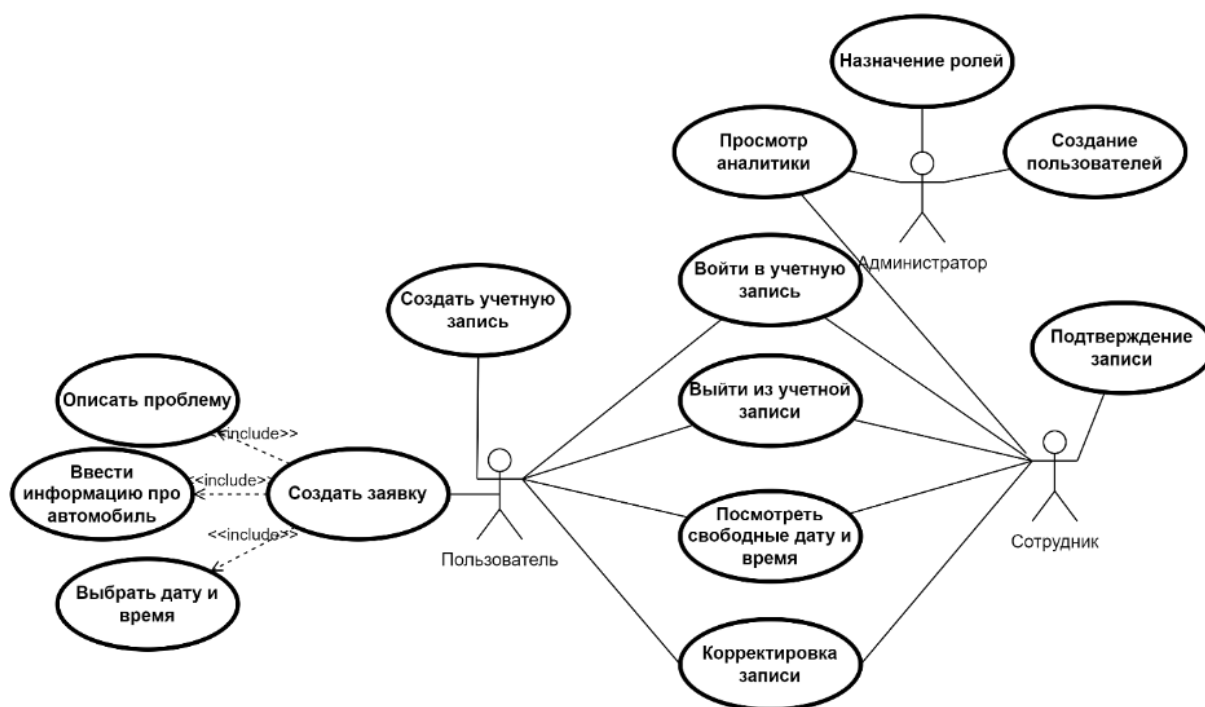 Назначение ролей
Просмотр
аналитики
Создание
пользователей
Администратор
Войти в учетную
запись
Создать учетную
запись
Подтверждение
записи
Описать проблему
<<include>>
Выйти из учетной
записи
Ввести
информацию про
автомобиль
<<include>>
Создать заявку
<<include>>
Посмотреть
свободные дату и
время
Пользователь
Сотрудник
Выбрать дату и
время
Корректировка
записи